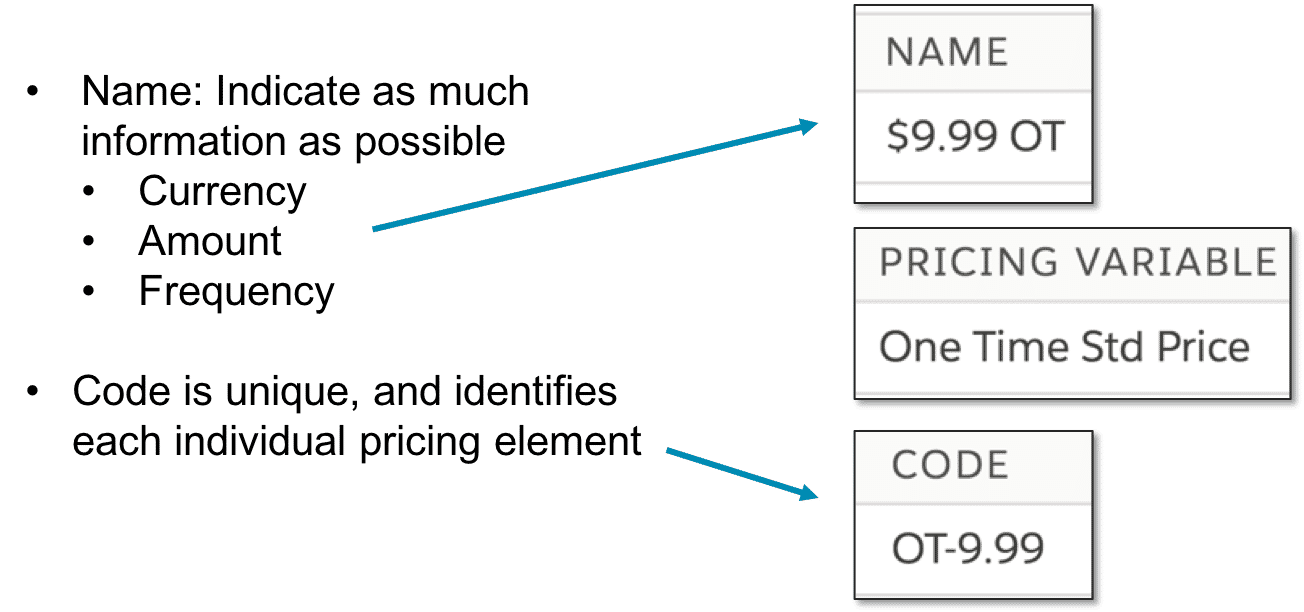 • Name: Indicate as much
information as possible
• Currency
• Amount
• Frequency
• Code is unique, and identifies
each individual pricing element
NAME
$9.99 OT
PRICING VARIABLE
One Time Std Price
CODE
OT-9.99